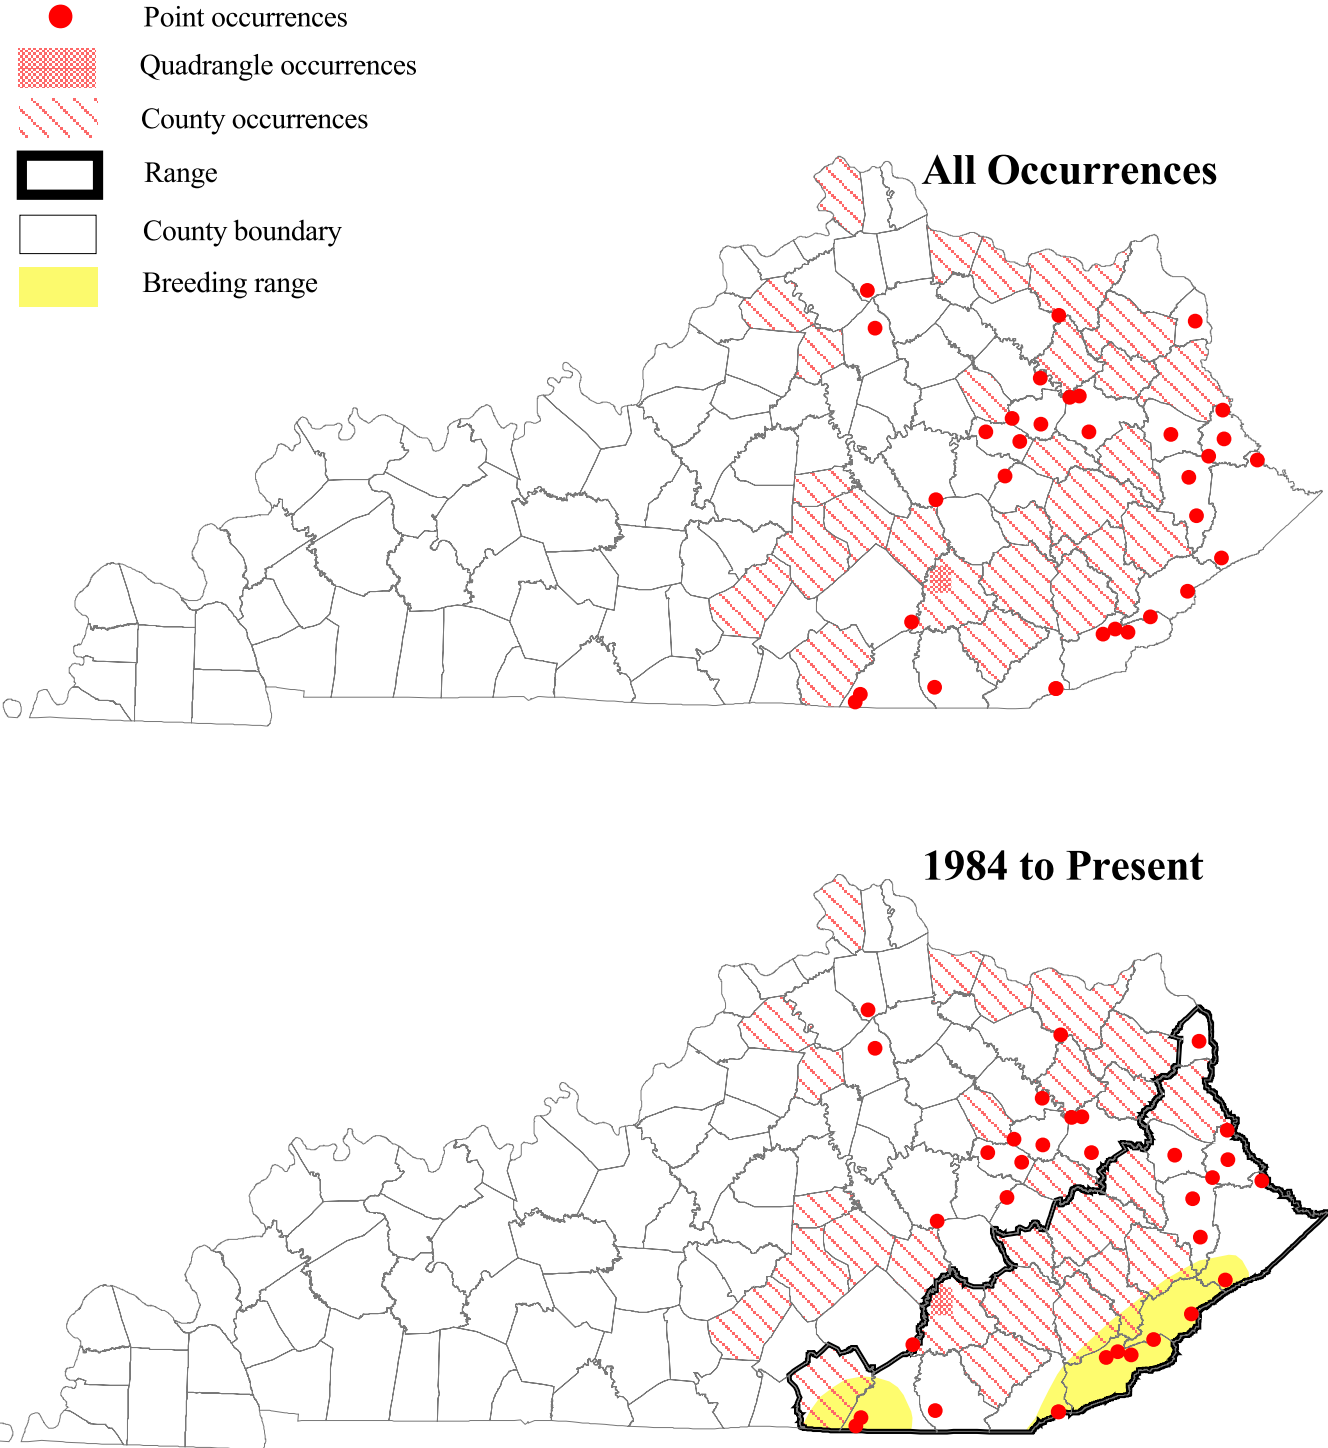 Point occurrences
Quadrangle occurrences
County occurrences
Range
County boundary
Breeding range
All Occurrences
1984 to Present